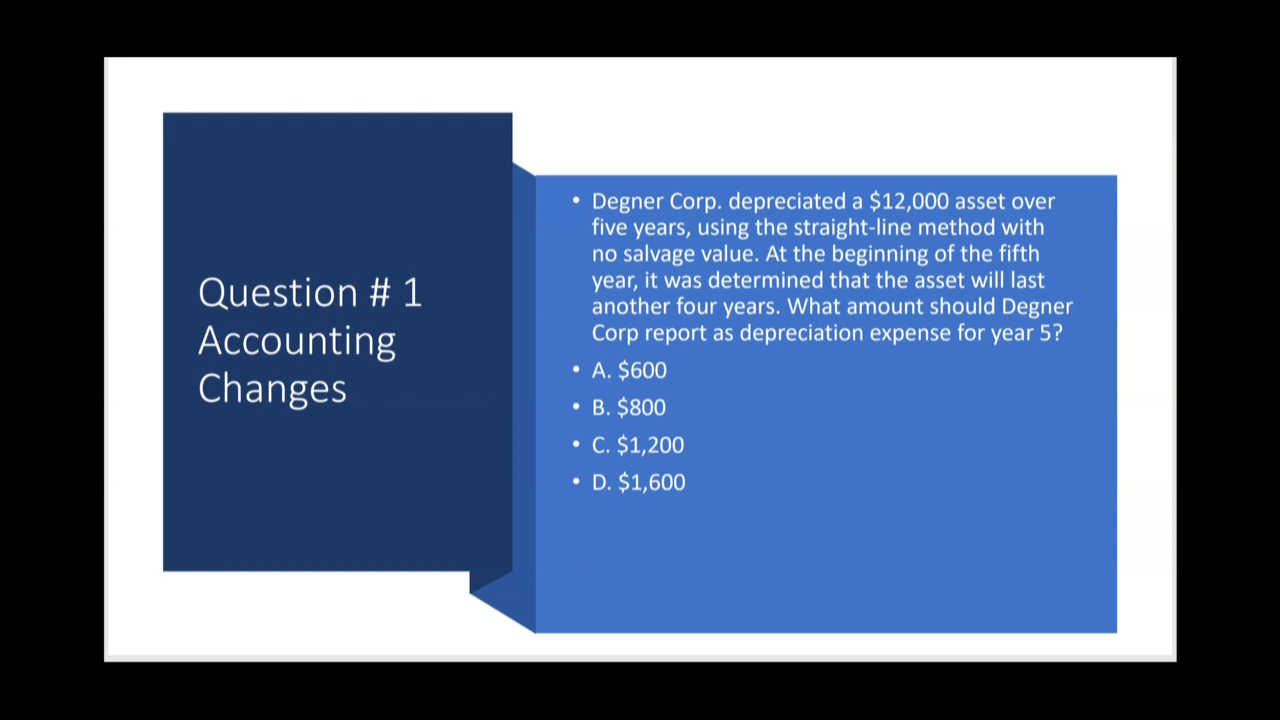 Question # 1
Accounting
Changes
• Degner Corp. depreciated a $12,000 asset over
five years, using the straight-line method with
no salvage value. At the beginning of the fifth
year, it was determined that the asset will last
another four years. What amount should Degner
Corp report as depreciation expense for year 5?
• A. $600
• B. $800
• C. $1,200
• D. $1,600